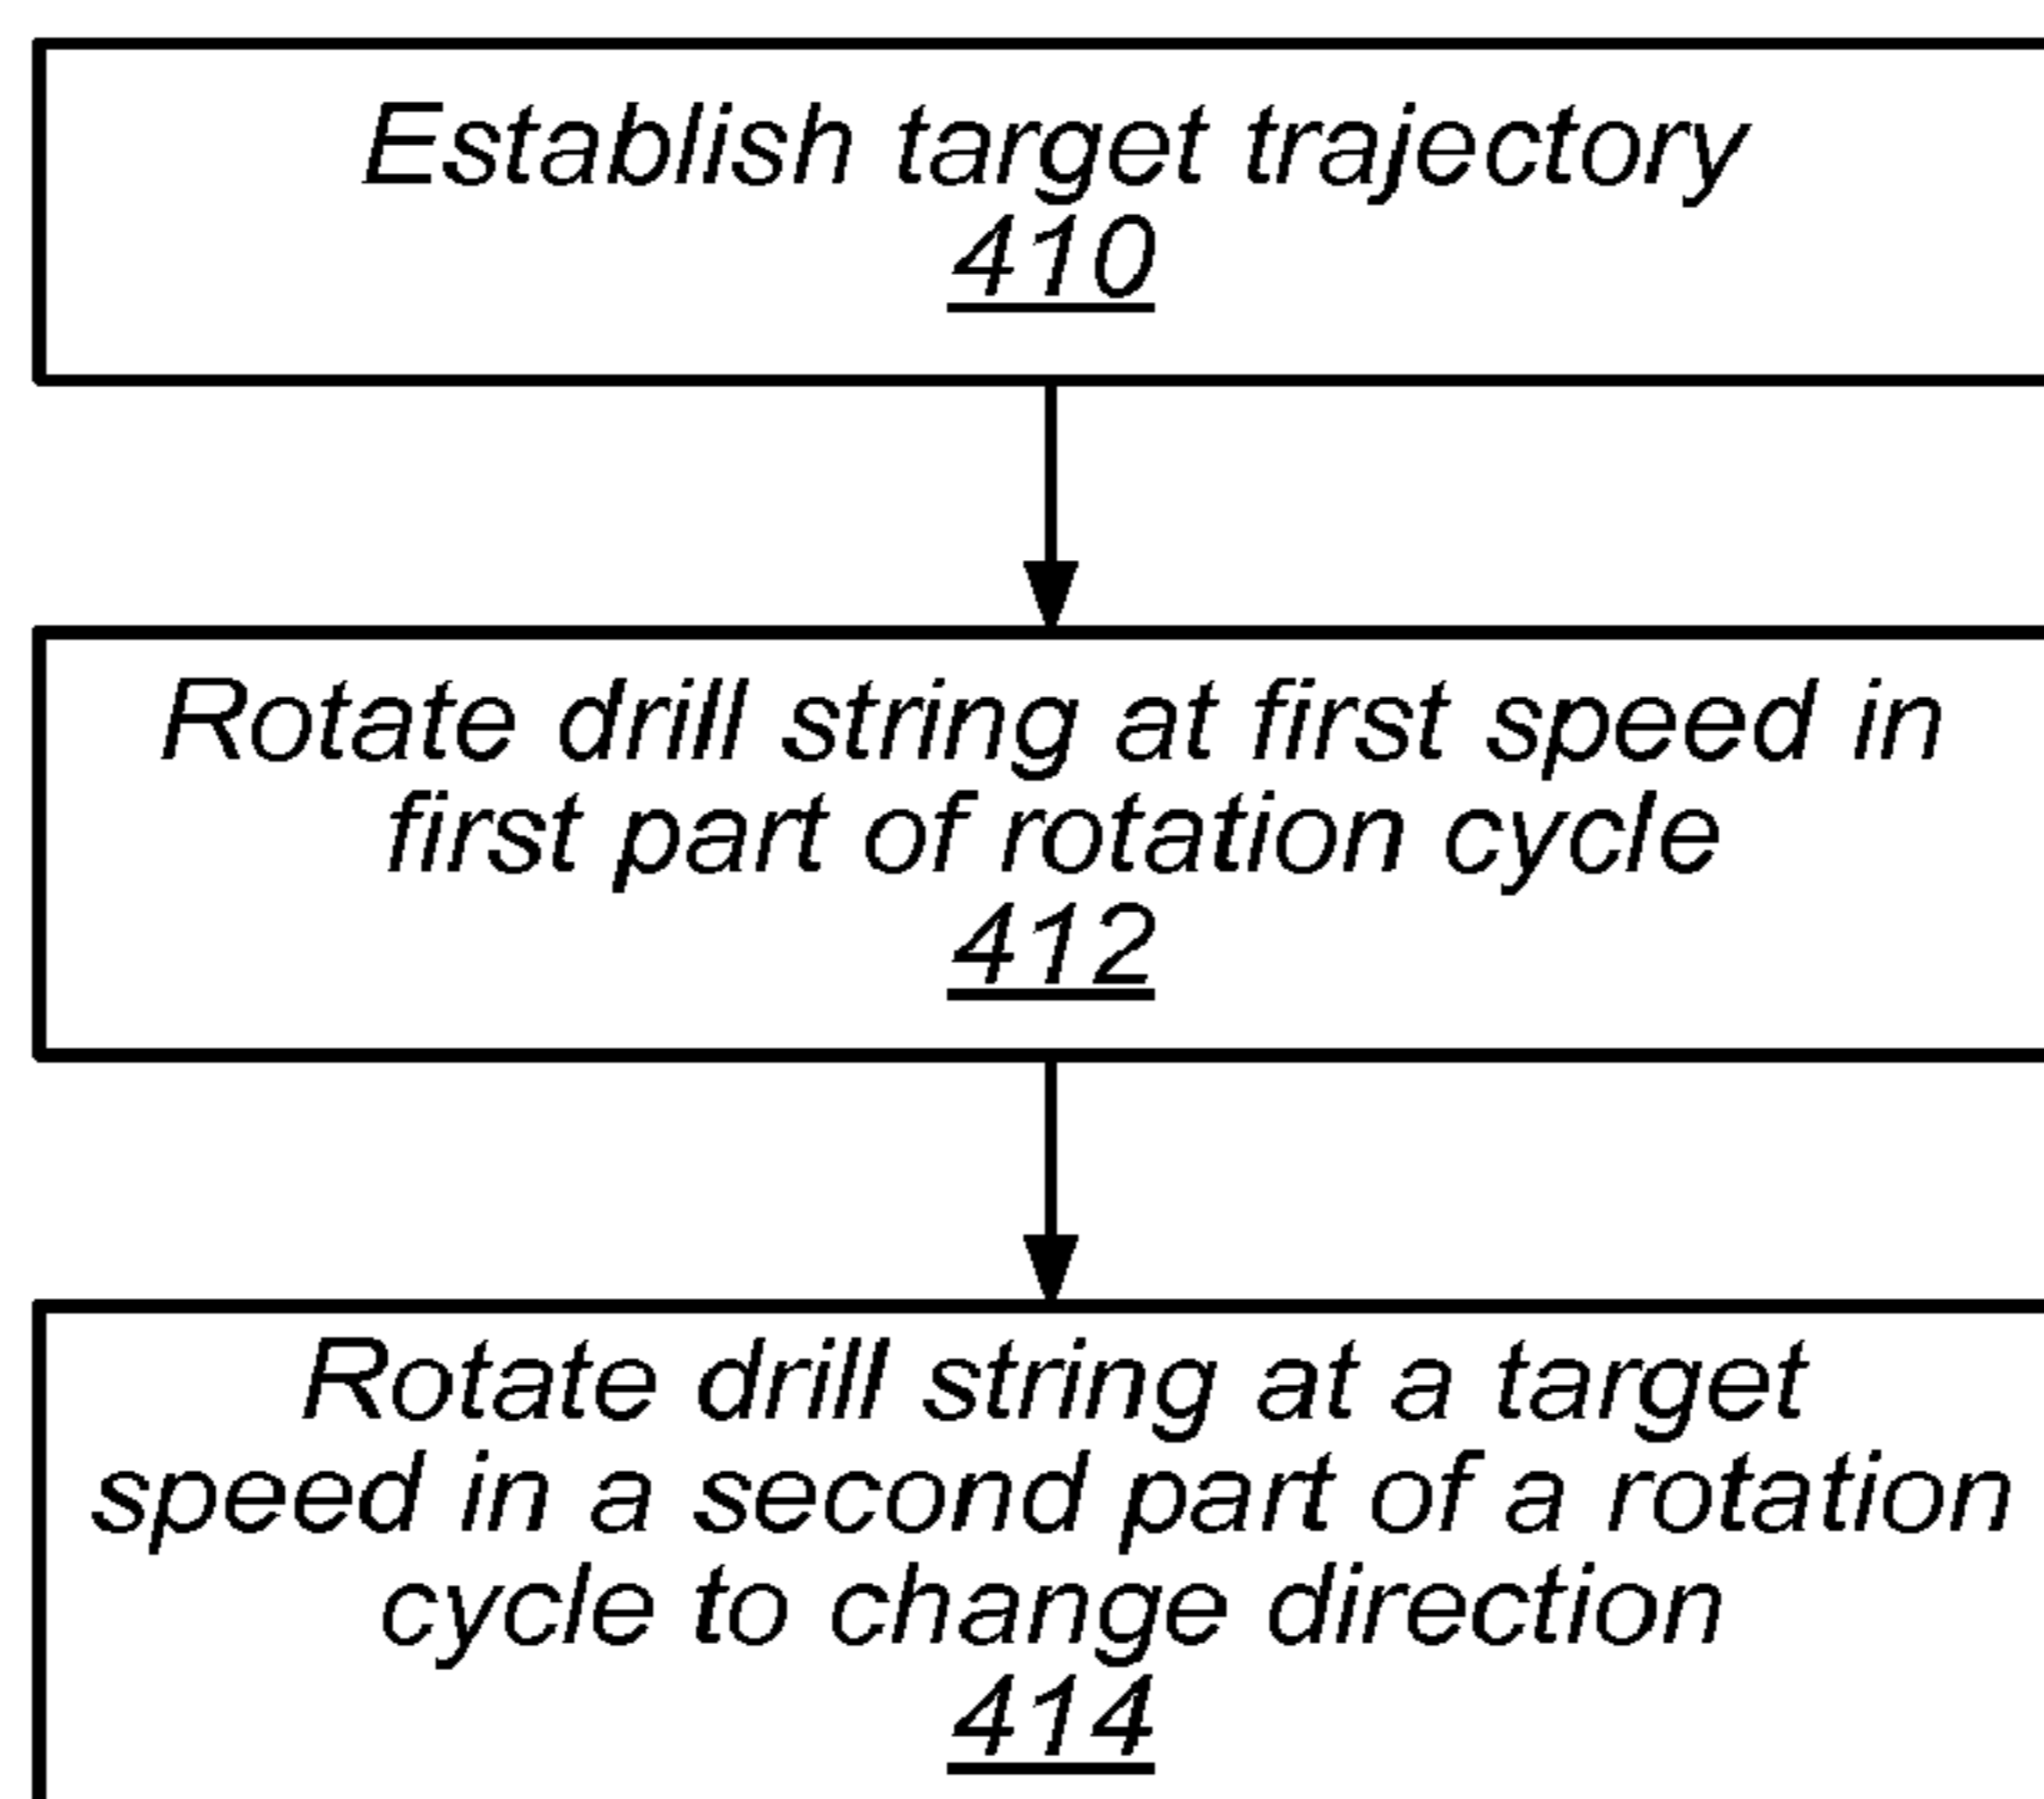 Establish target trajectory
410
Rotate drill string at first speed in
first part of rotation cycle
412
Rotate drill string at a target
speed in a second part of a rotation
cycle to change direction
414